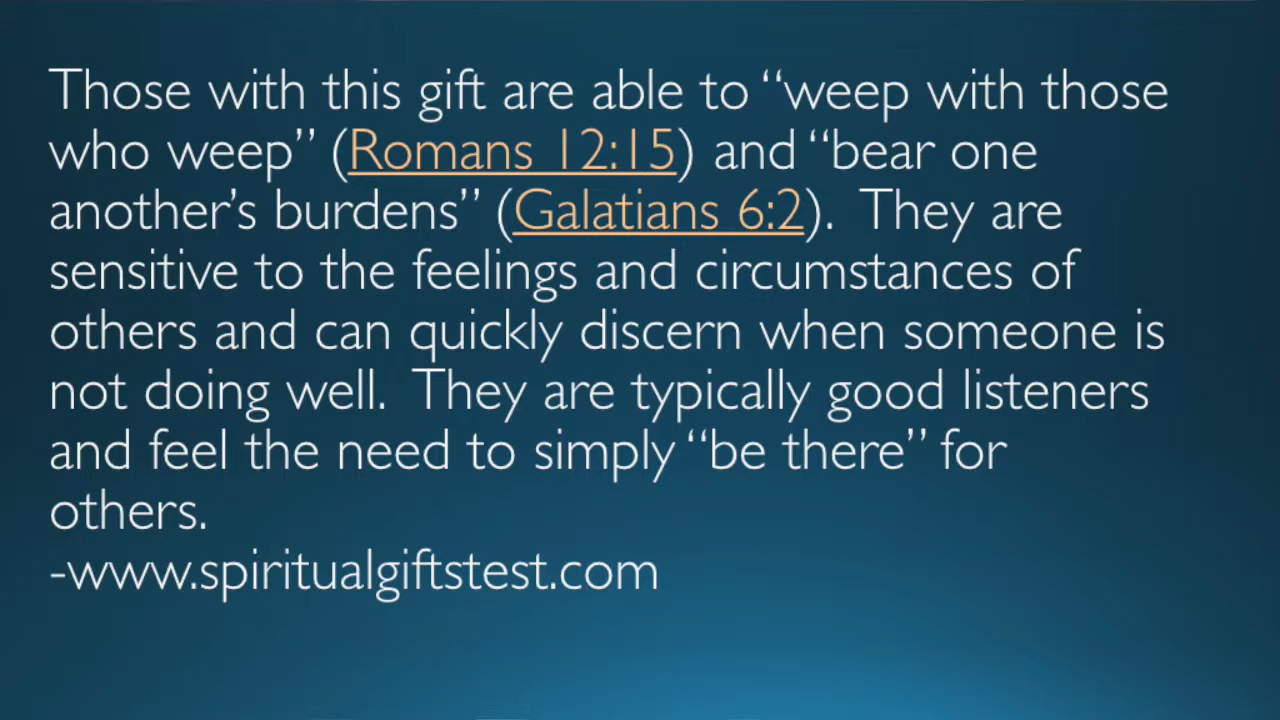 Those with this gift are able to “weep with those
who weep” (Romans 12:15) and “bear one
another’s burdens” (Galatians 6:2).  They are
sensitive to the feelings and circumstances of
others and can quickly discern when someone is
not doing well.  They are typically good listeners
and feel the need to simply “be there” for
others.
-www.spiritualgiftstest.com